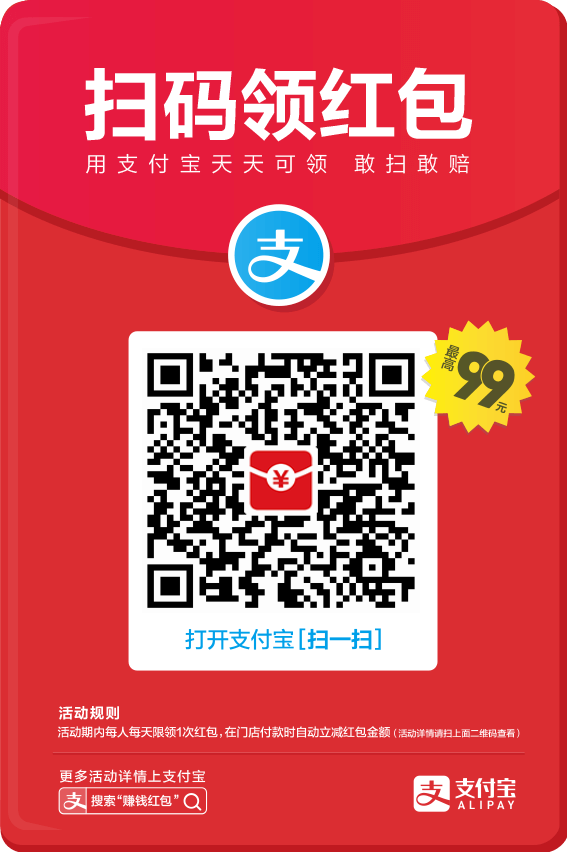 扫码领红包
用支付宝天天可领 敢扫敢赔
支
最高
99
元
¥
打开支付宝[扫一扫]
活动规则
活动期内每人每天限领1次红包，在门店付款时自动立减红包金额（活动详情请扫上面二维码查看）
更多活动详情上支付宝
支 搜索“赚钱红包”
支 支付宝
ALIPAY